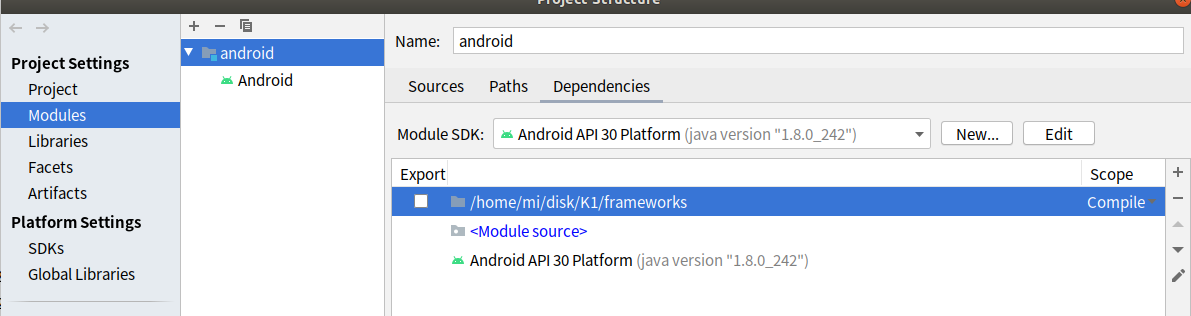 Project Structure
Project Settings
Project
Modules
Libraries
Facets
Artifacts
Platform Settings
SDKs
Global Libraries
android
Android
Name: android
Sources Paths Dependencies
Module SDK: Android API 30 Platform (java version "1.8.0_242") New... Edit
Export Scope
/home/mi/disk/K1/frameworks Compile
<Module source>
Android API 30 Platform (java version "1.8.0_242")